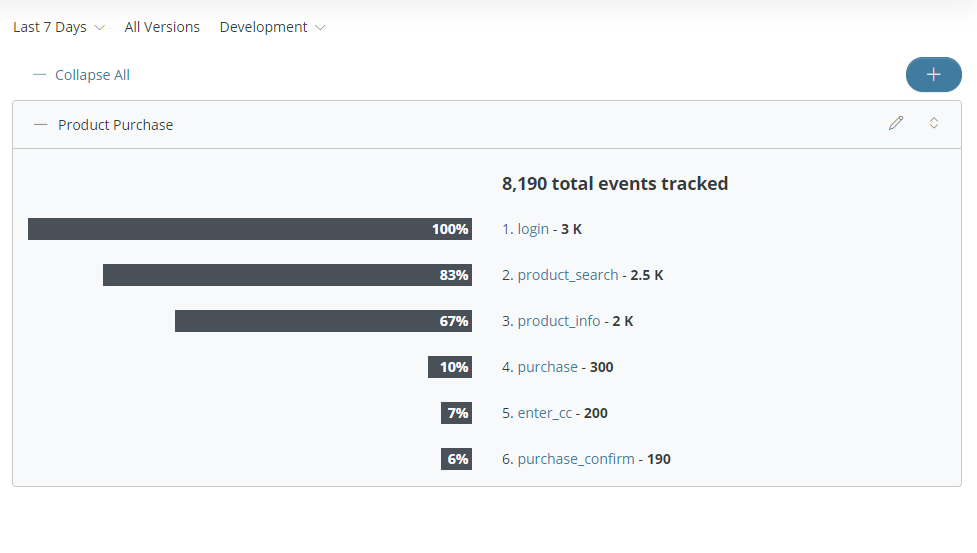 Last 7 Days All Versions Development
Collapse All
Product Purchase
8,190 total events tracked
100% 1. login - 3 K
83% 2. product_search - 2.5 K
67% 3. product_info - 2 K
10% 4. purchase - 300
7% 5. enter_cc - 200
6% 6. purchase_confirm - 190